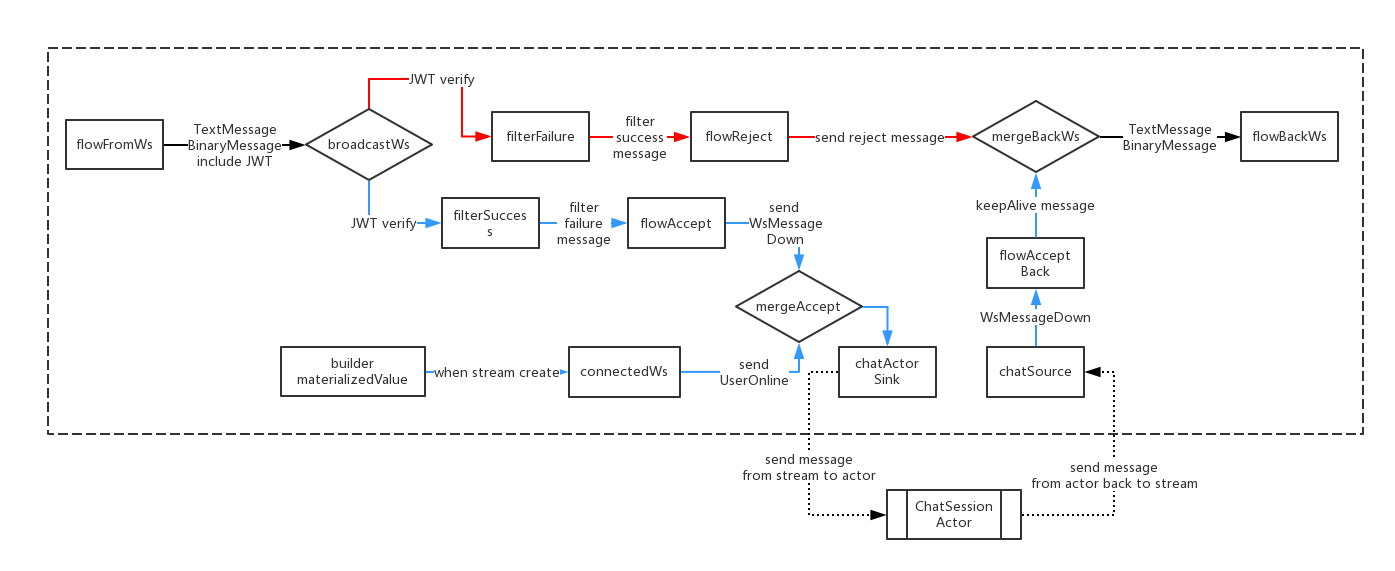 JWT verify
flowFromWs
TextMessage
BinaryMessage
include JWT
broadcastWs
filterFailure
filter
success
message
flowReject
send reject message
mergeBackWs
TextMessage
BinaryMessage
flowBackWs
JWT verify
filterSucces
s
filter
failure
message
flowAccept
send
WsMessage
Down
keepAlive message
flowAccept
Back
mergeAccept
WsMessageDown
builder
materializedValue
when stream create
connectedWs
send
UserOnline
chatActor
Sink
chatSource
send message
from stream to actor
send message
from actor back to stream
ChatSession
Actor